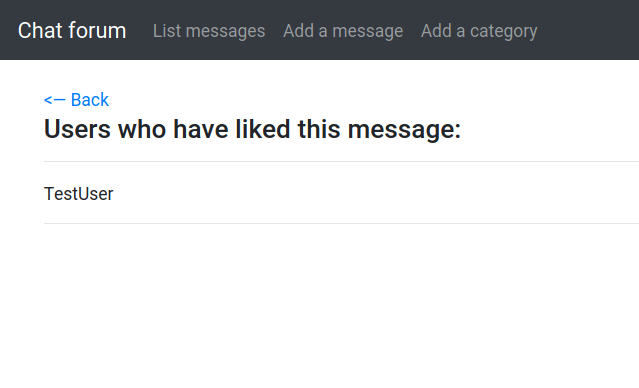 Chat forum List messages Add a message Add a category
<— Back
Users who have liked this message:
TestUser